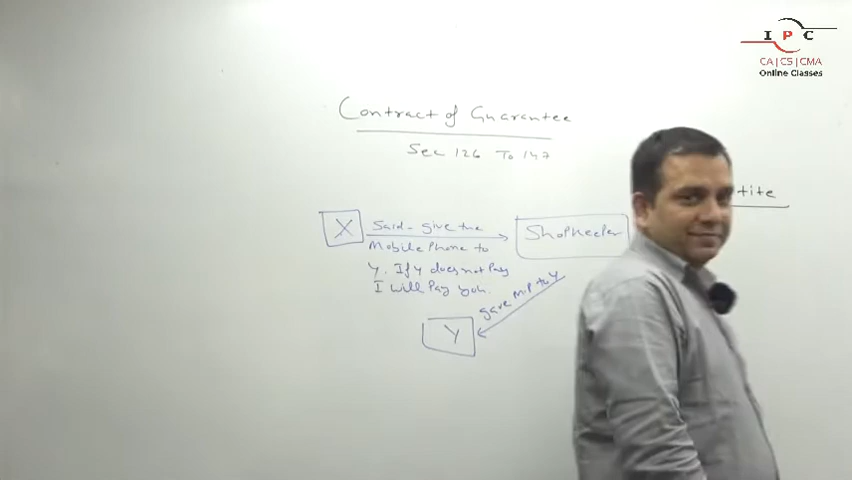 I P C
CA|CS|CMA
Online Classes
Contract of Guarantee
Sec 126 To 147
tite
X
Said - give the
Mobile Phone to
Y. If Y does not Pay
I will Pay you.
ShopKeeper
gave M.P to Y
Y